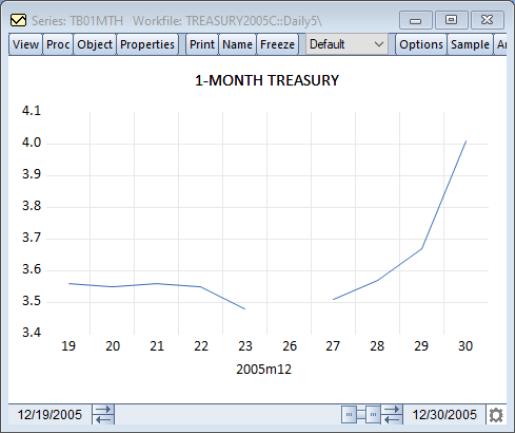 Series: TB01MTH Workfile: TREASURY2005C::Daily5\
View Proc Object Properties Print Name Freeze Default Options Sample
1-MONTH TREASURY
4.1
4.0
3.9
3.8
3.7
3.6
3.5
3.4
19 20 21 22 23 26 27 28 29 30
2005m12
12/19/2005 12/30/2005